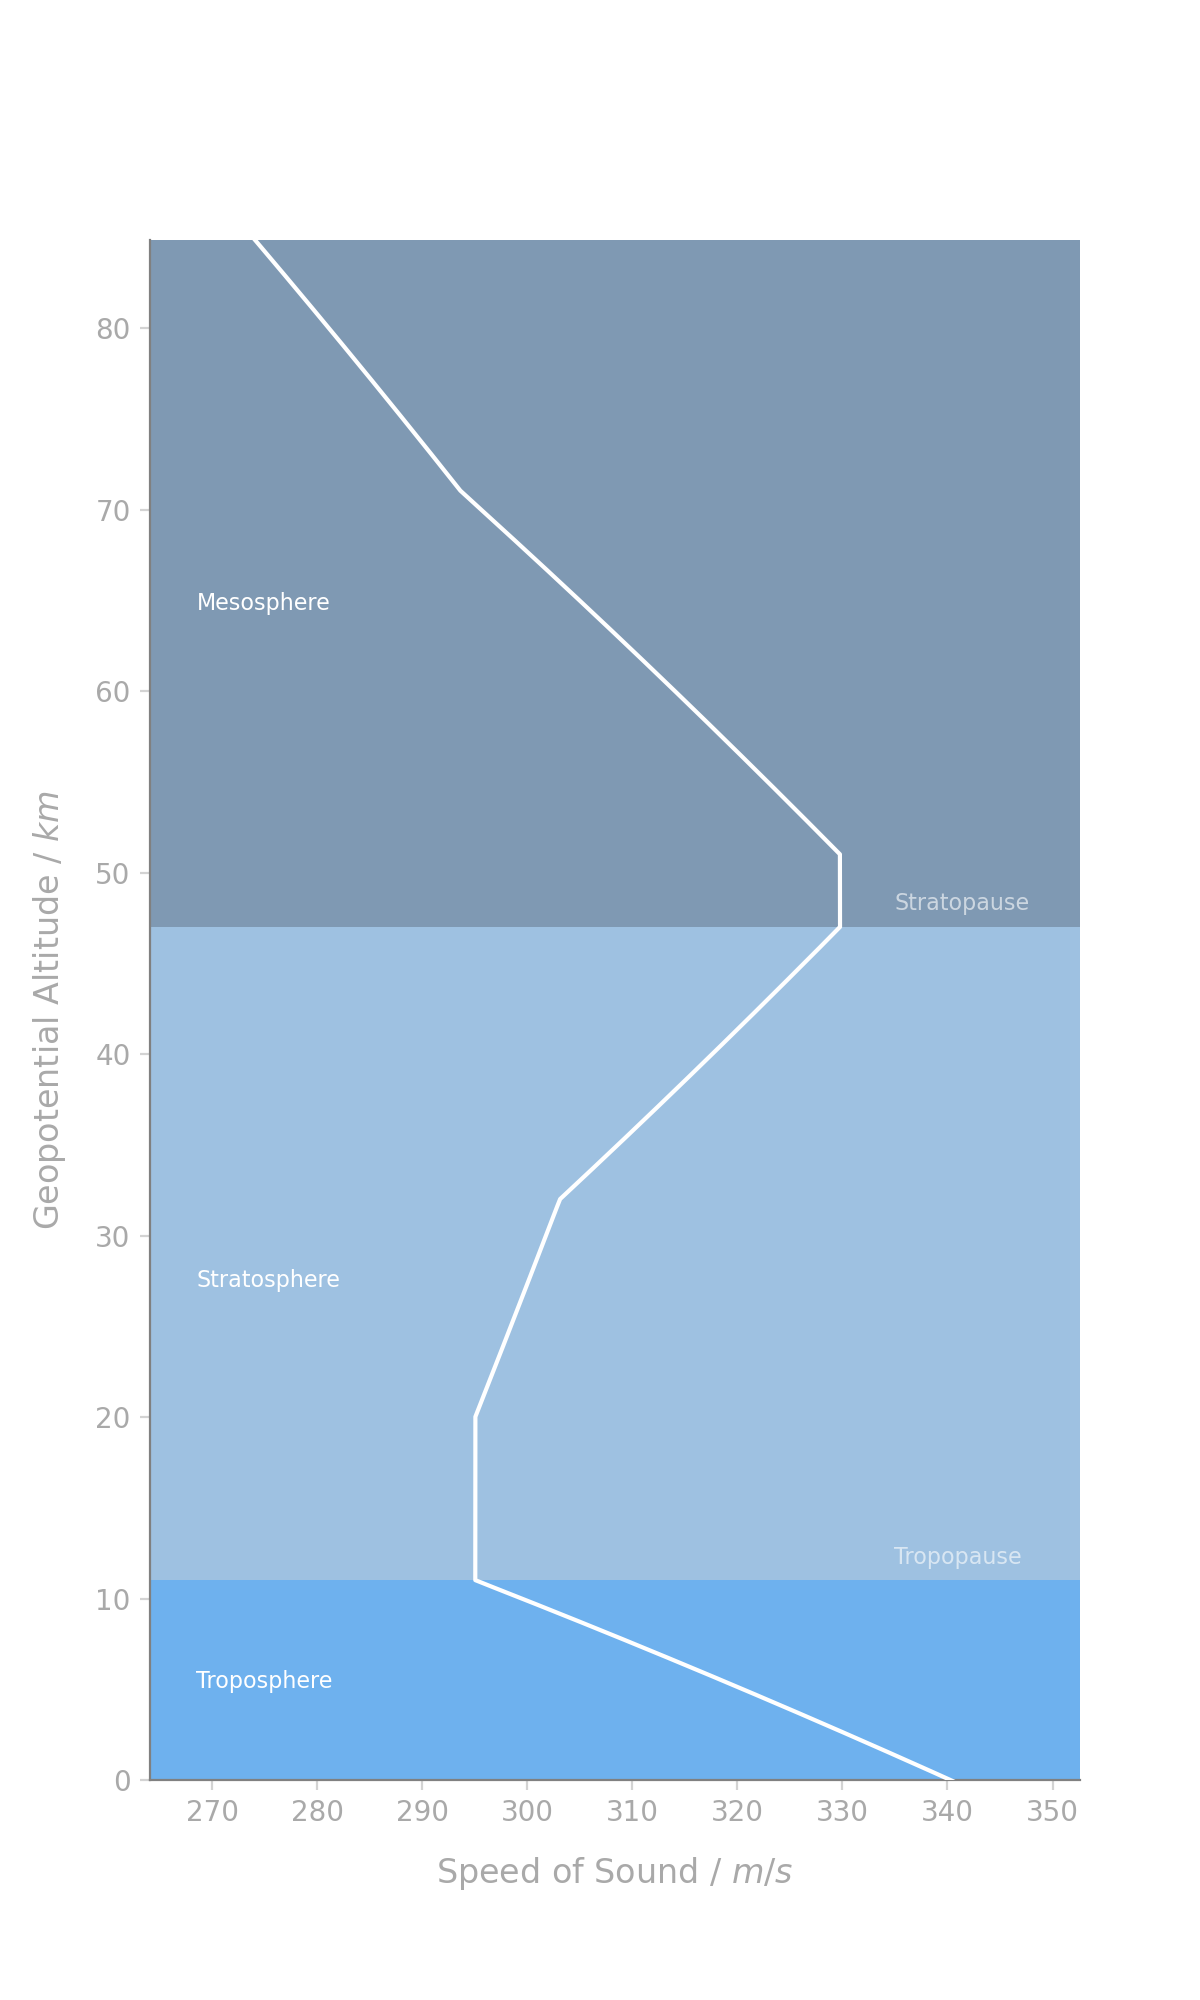 80
70
Mesosphere
60
Geopotential Altitude / km
50
Stratopause
40
30
Stratosphere
20
Tropopause
10
Troposphere
0
270 280 290 300 310 320 330 340 350
Speed of Sound / m/s